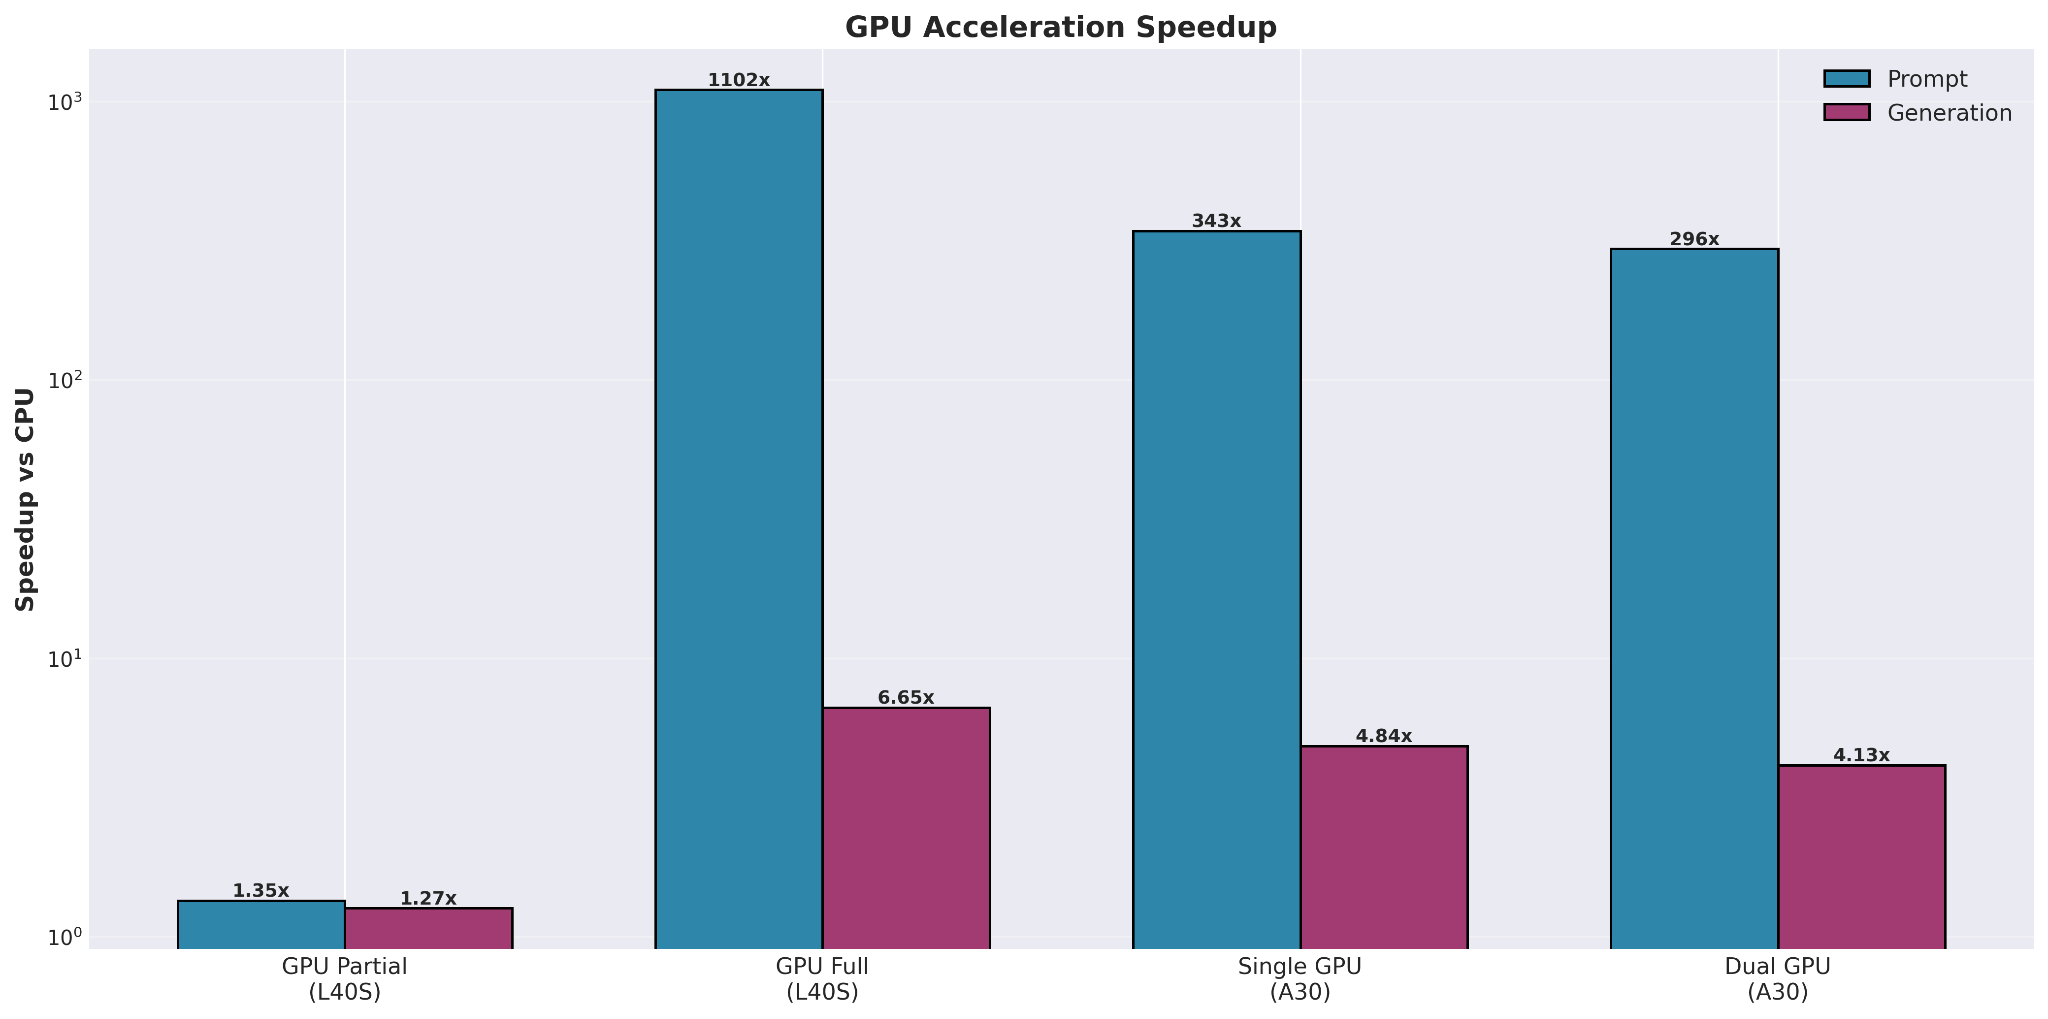 GPU Acceleration Speedup
Prompt
Generation
Speedup vs CPU
10³
10²
10¹
10⁰
1.35x
1.27x
1102x
6.65x
343x
4.84x
296x
4.13x
GPU Partial
(L40S)
GPU Full
(L40S)
Single GPU
(A30)
Dual GPU
(A30)